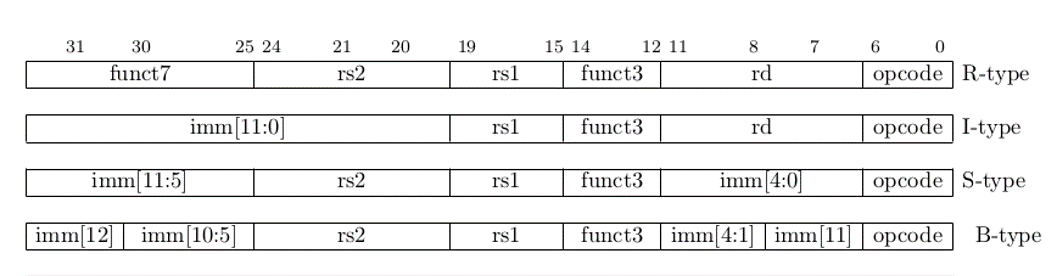 31 30 25 24 21 20 19 15 14 12 11 8 7 6 0
funct7 rs2 rs1 funct3 rd opcode R-type
imm[11:0] rs1 funct3 rd opcode I-type
imm[11:5] rs2 rs1 funct3 imm[4:0] opcode S-type
imm[12] imm[10:5] rs2 rs1 funct3 imm[4:1] imm[11] opcode B-type